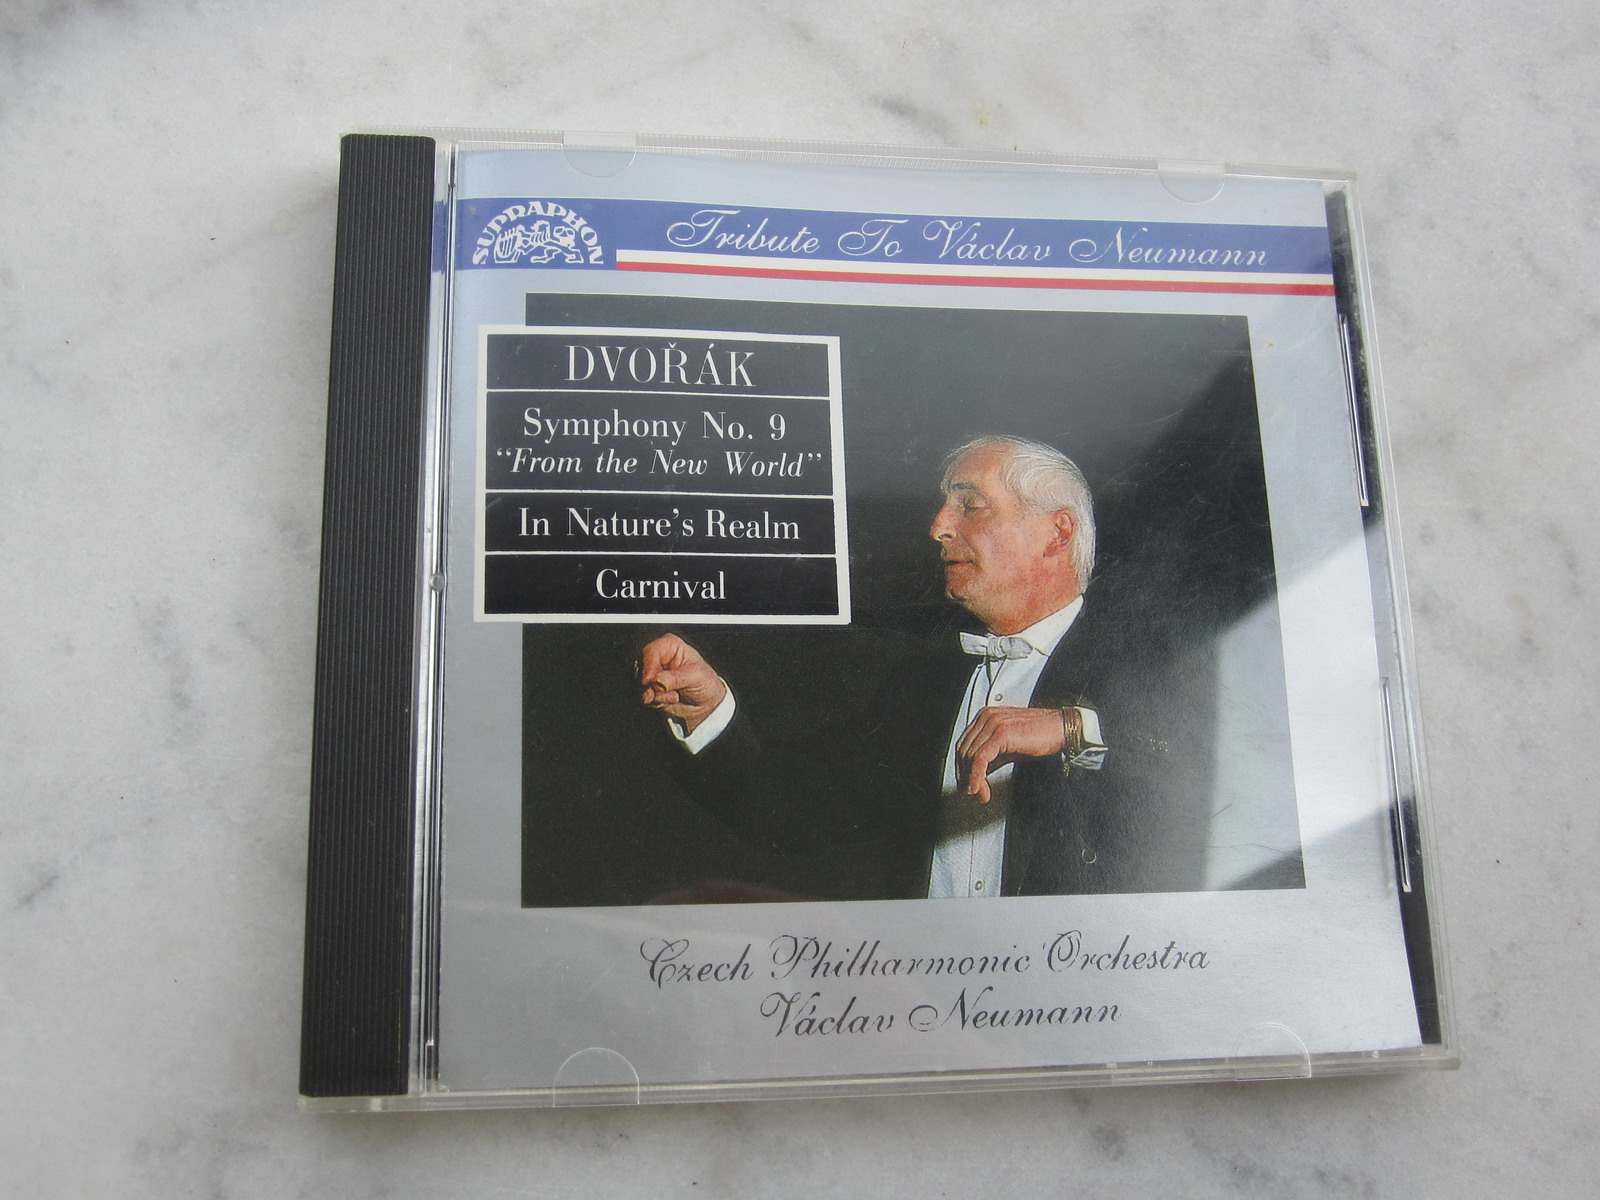 SUPRAPHON
Tribute To Václav Neumann
DVOŘÁK
Symphony No. 9
“From the New World”
In Nature’s Realm
Carnival
Czech Philharmonic Orchestra
Václav Neumann